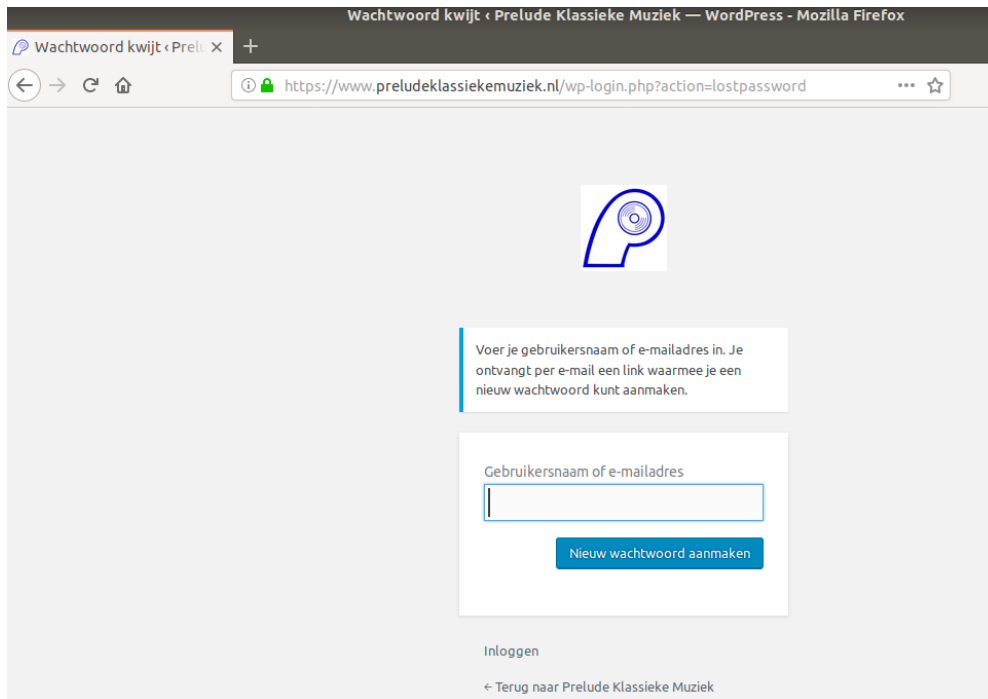 Wachtwoord kwijt ‹ Prelude Klassieke Muziek — WordPress - Mozilla Firefox
Wachtwoord kwijt ‹ Prel
https://www.preludeklassiekemuziek.nl/wp-login.php?action=lostpassword
Voer je gebruikersnaam of e-mailadres in. Je
ontvangt per e-mail een link waarmee je een
nieuw wachtwoord kunt aanmaken.
Gebruikersnaam of e-mailadres
Nieuw wachtwoord aanmaken
Inloggen
← Terug naar Prelude Klassieke Muziek